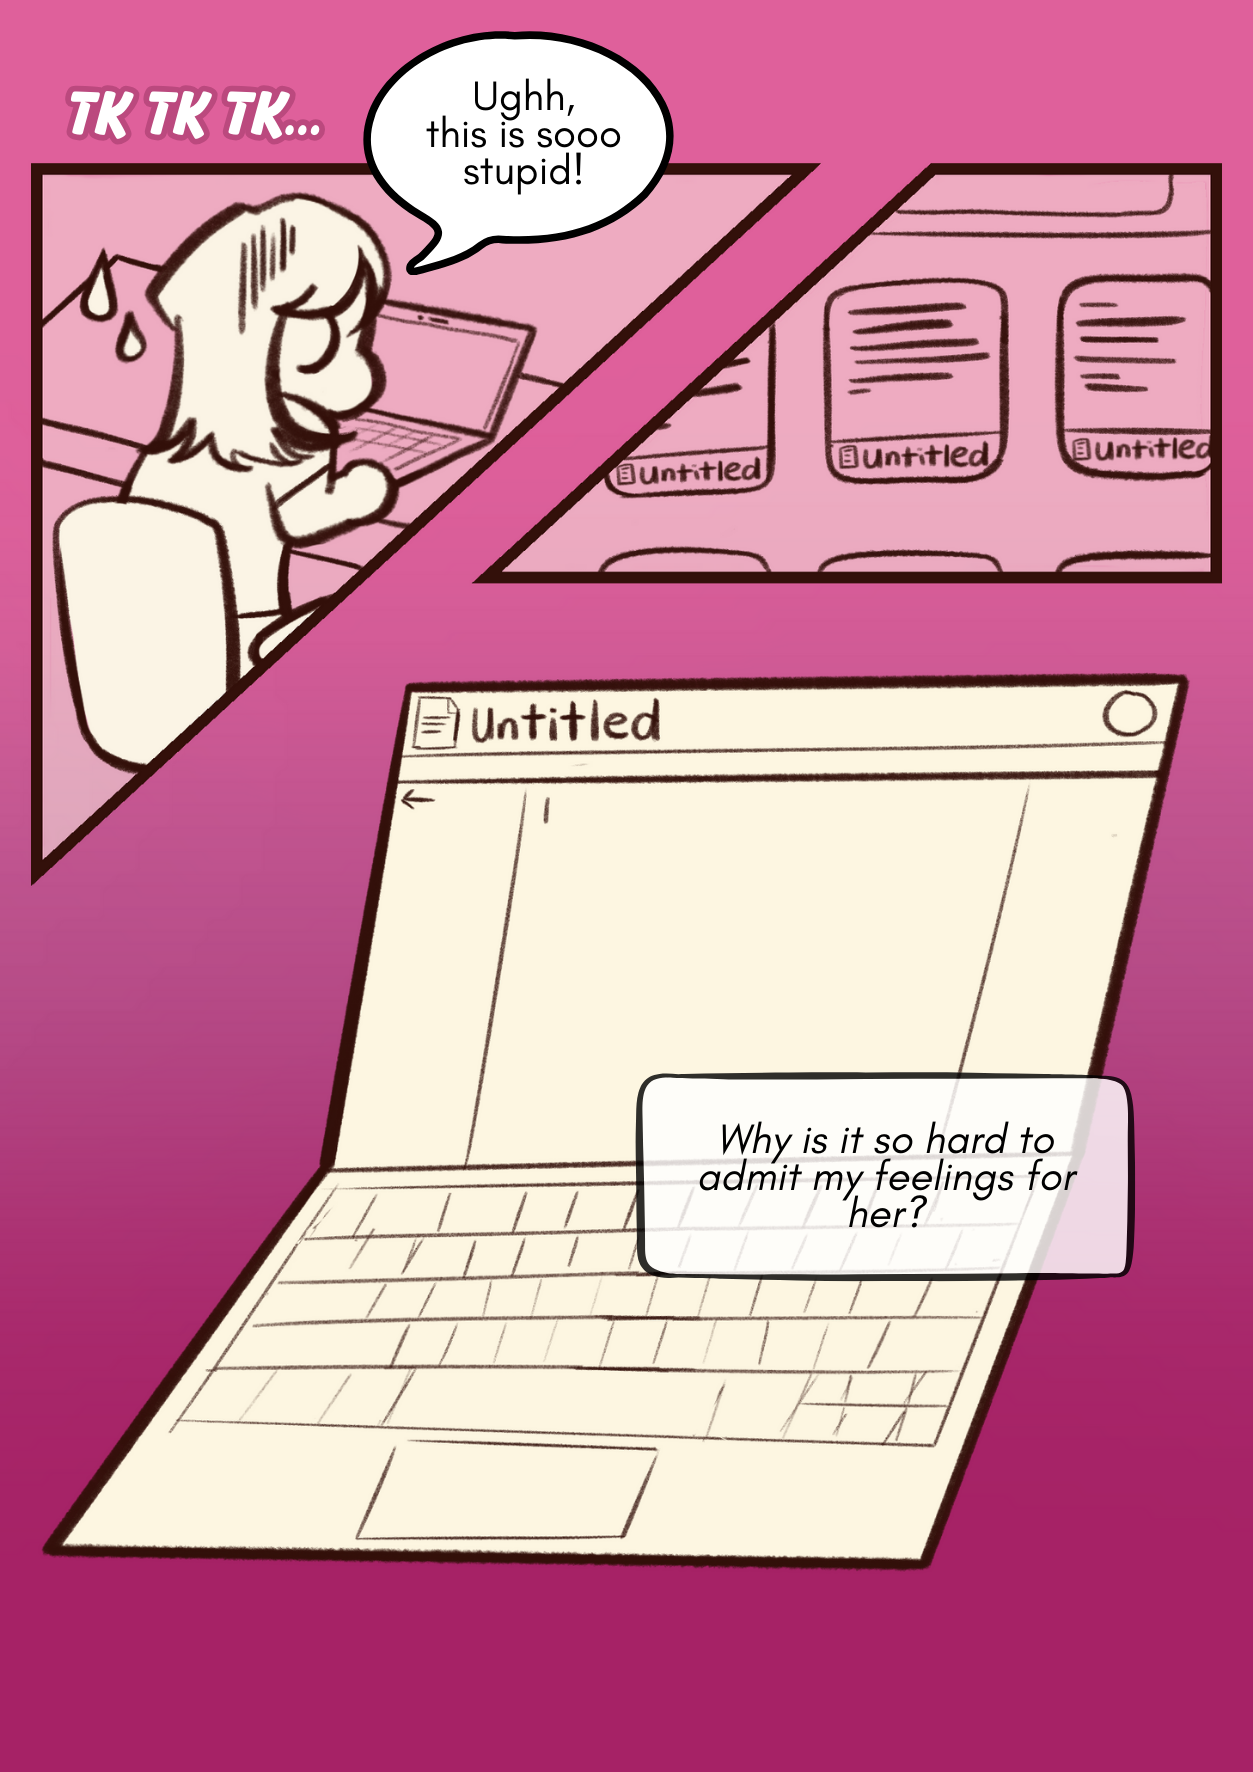 TK TK TK...
Ughh,
this is sooo
stupid!
Untitled
Untitled
Untitled
Untitled
Why is it so hard to
admit my feelings for
her?